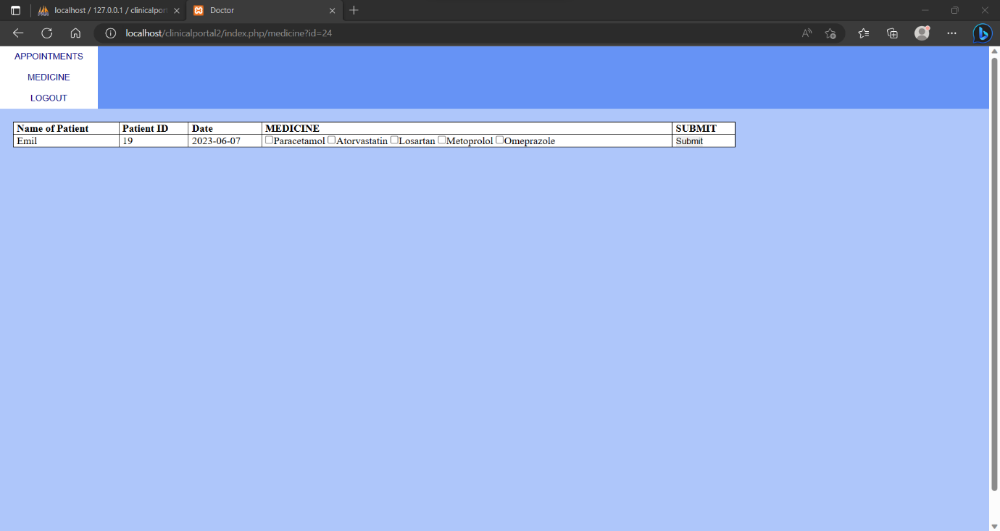 localhost / 127.0.0.1 / clinicalport
Doctor
localhost/clinicalportal2/index.php/medicine?id=24
APPOINTMENTS
MEDICINE
LOGOUT
Name of Patient Patient ID Date MEDICINE SUBMIT
Emil 19 2023-06-07 Paracetamol Atorvastatin Losartan Metoprolol Omeprazole Submit